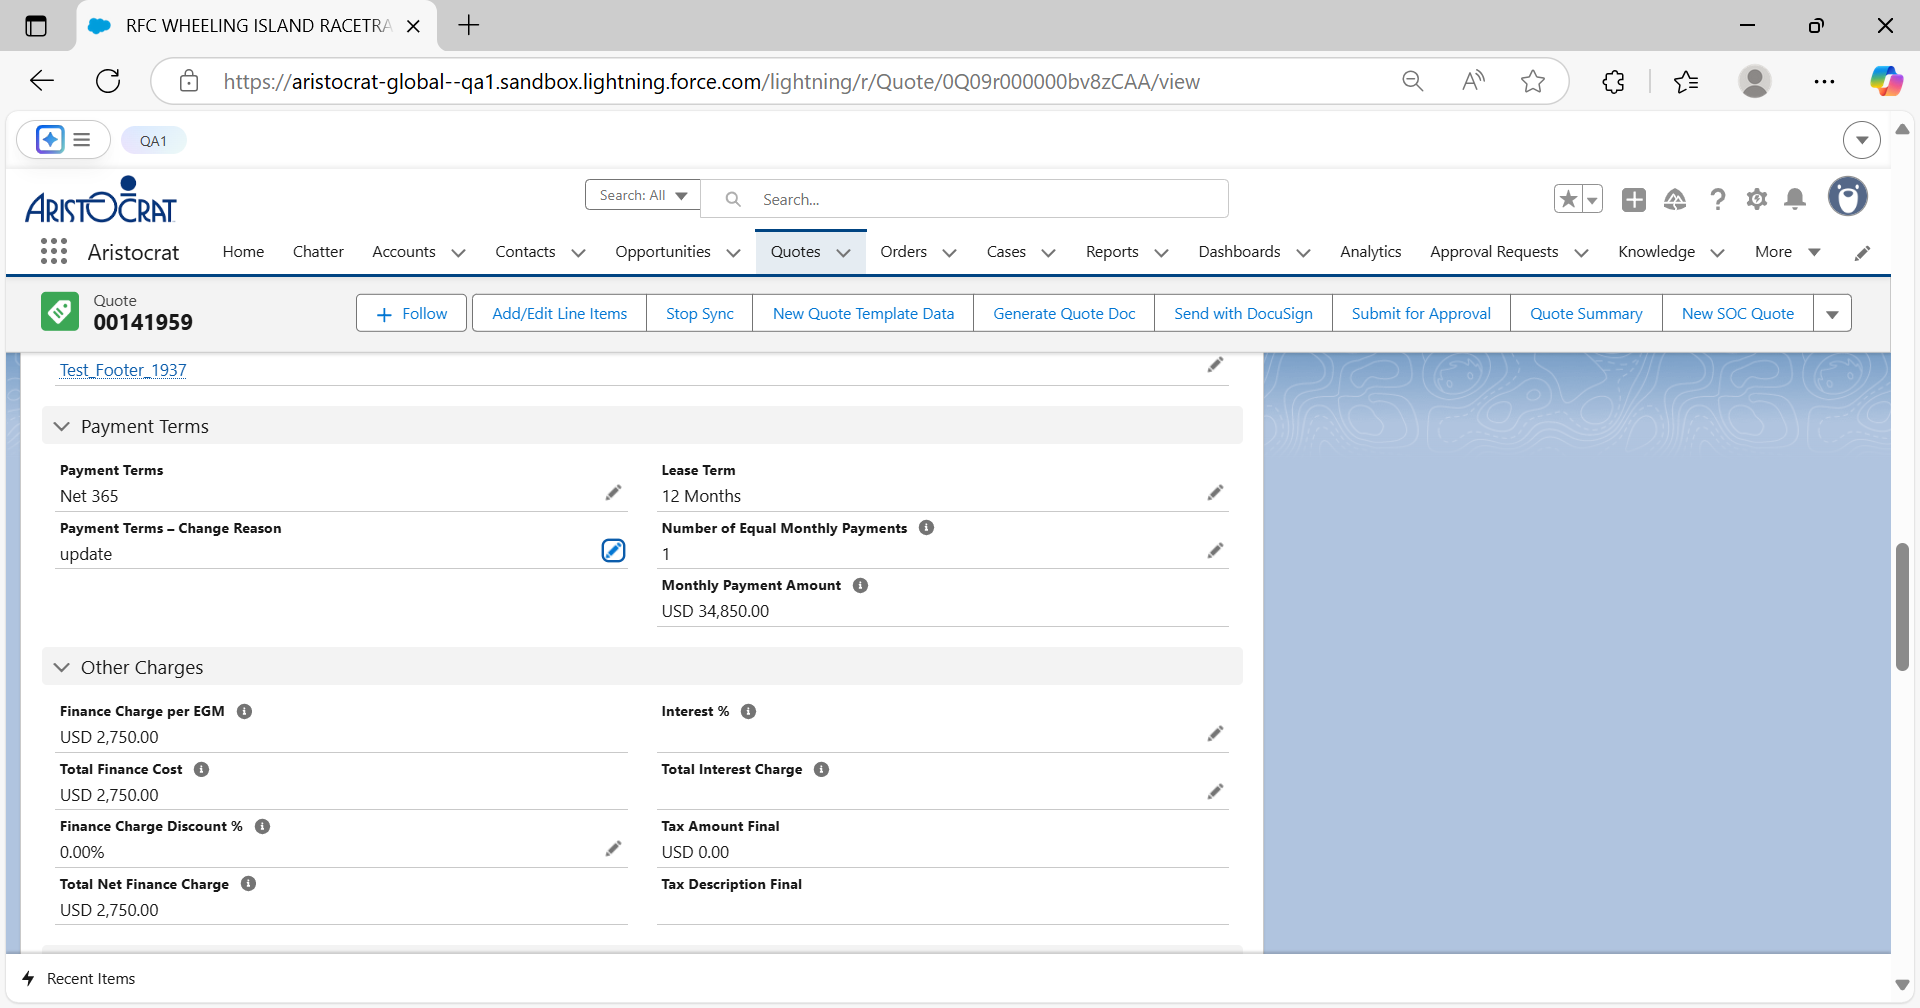 RFC WHEELING ISLAND RACETRA
https://aristocrat-global--qa1.sandbox.lightning.force.com/lightning/r/Quote/0Q09r000000bv8zCAA/view
QA1
ARISTOCRAT
Search: All
Search...
Aristocrat
Home
Chatter
Accounts
Contacts
Opportunities
Quotes
Orders
Cases
Reports
Dashboards
Analytics
Approval Requests
Knowledge
More
Quote
00141959
Follow
Add/Edit Line Items
Stop Sync
New Quote Template Data
Generate Quote Doc
Send with DocuSign
Submit for Approval
Quote Summary
New SOC Quote
Test_Footer_1937
Payment Terms
Payment Terms
Net 365
Lease Term
12 Months
Payment Terms – Change Reason
update
Number of Equal Monthly Payments
1
Monthly Payment Amount
USD 34,850.00
Other Charges
Finance Charge per EGM
USD 2,750.00
Interest %
Total Finance Cost
USD 2,750.00
Total Interest Charge
Finance Charge Discount %
0.00%
Tax Amount Final
USD 0.00
Total Net Finance Charge
USD 2,750.00
Tax Description Final
Recent Items